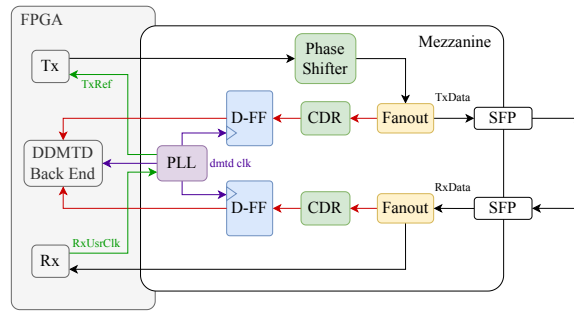 FPGA
Mezzanine
Tx
Phase
Shifter
TxRef
TxData
D-FF
CDR
Fanout
SFP
DDMTD
Back End
PLL
dmtd clk
RxData
D-FF
CDR
Fanout
SFP
RxUsrClk
Rx